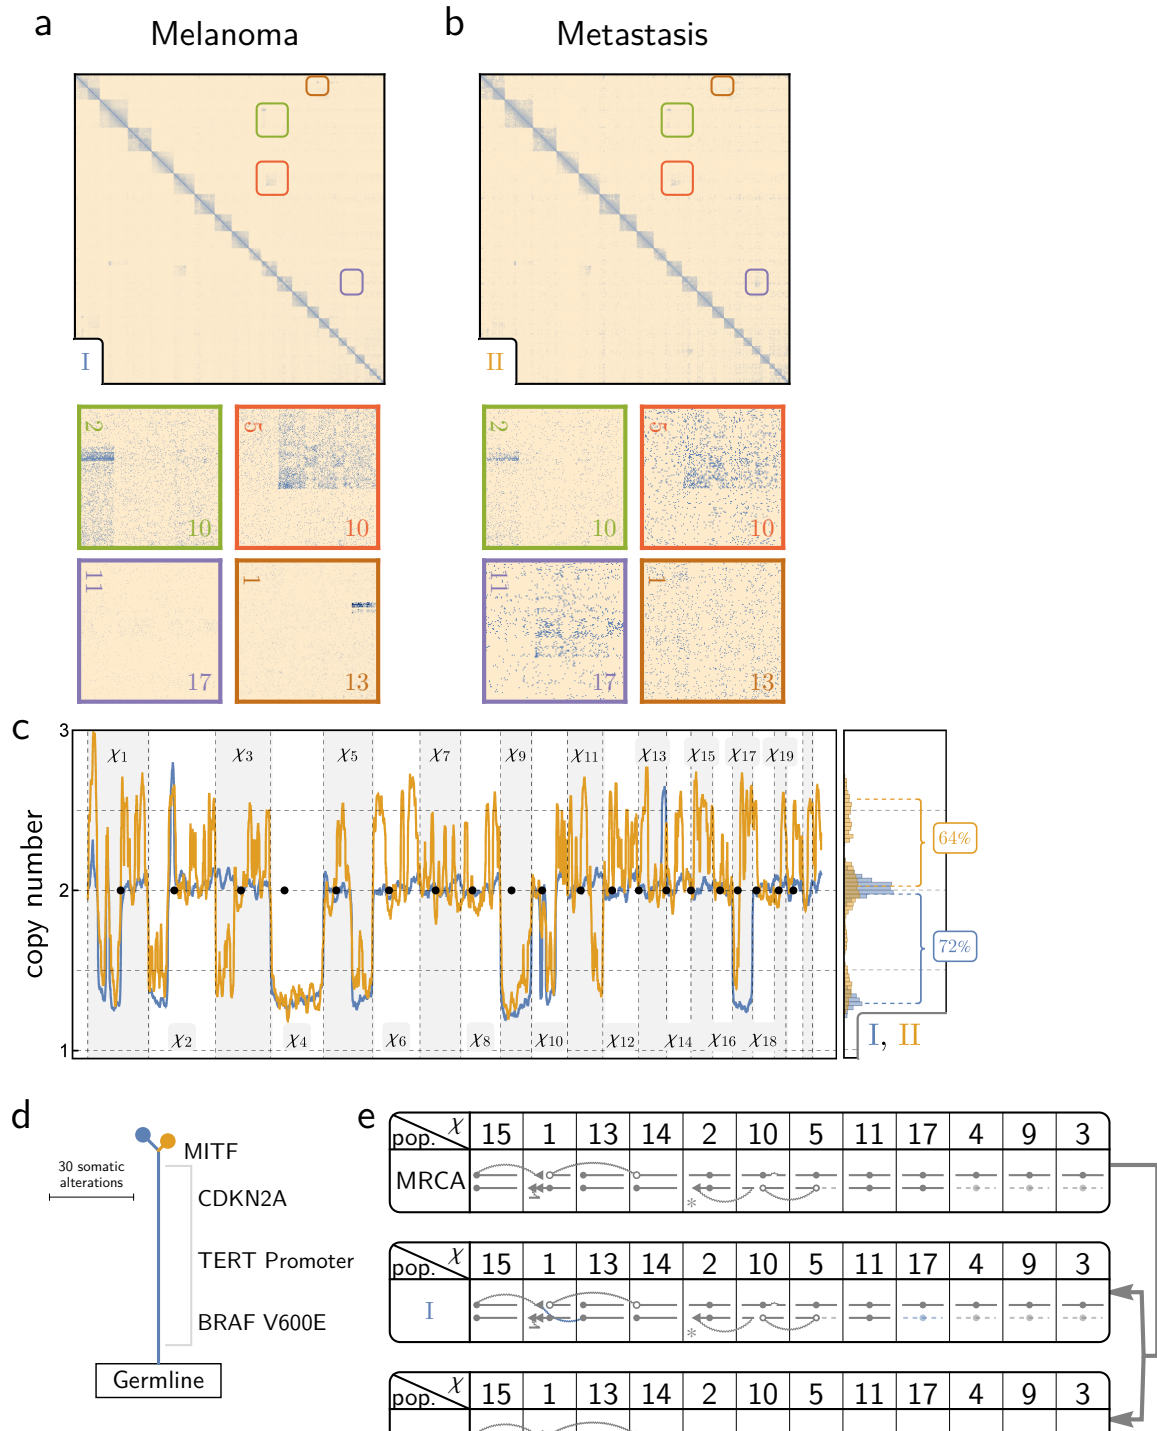 a
Melanoma
b
Metastasis
I
II
2
10
5
10
2
10
5
10
11
17
1
13
11
17
1
13
c
copy number
3
2
1
χ1
χ3
χ5
χ7
χ9
χ11
χ13
χ15
χ17
χ19
χ2
χ4
χ6
χ8
χ10
χ12
χ14
χ16
χ18
64%
72%
I, II
d
30 somatic
alterations
MITF
CDKN2A
TERT Promoter
BRAF V600E
Germline
e
pop. χ 15 1 13 14 2 10 5 11 17 4 9 3
MRCA
*
pop. χ 15 1 13 14 2 10 5 11 17 4 9 3
I
*
pop. χ 15 1 13 14 2 10 5 11 17 4 9 3